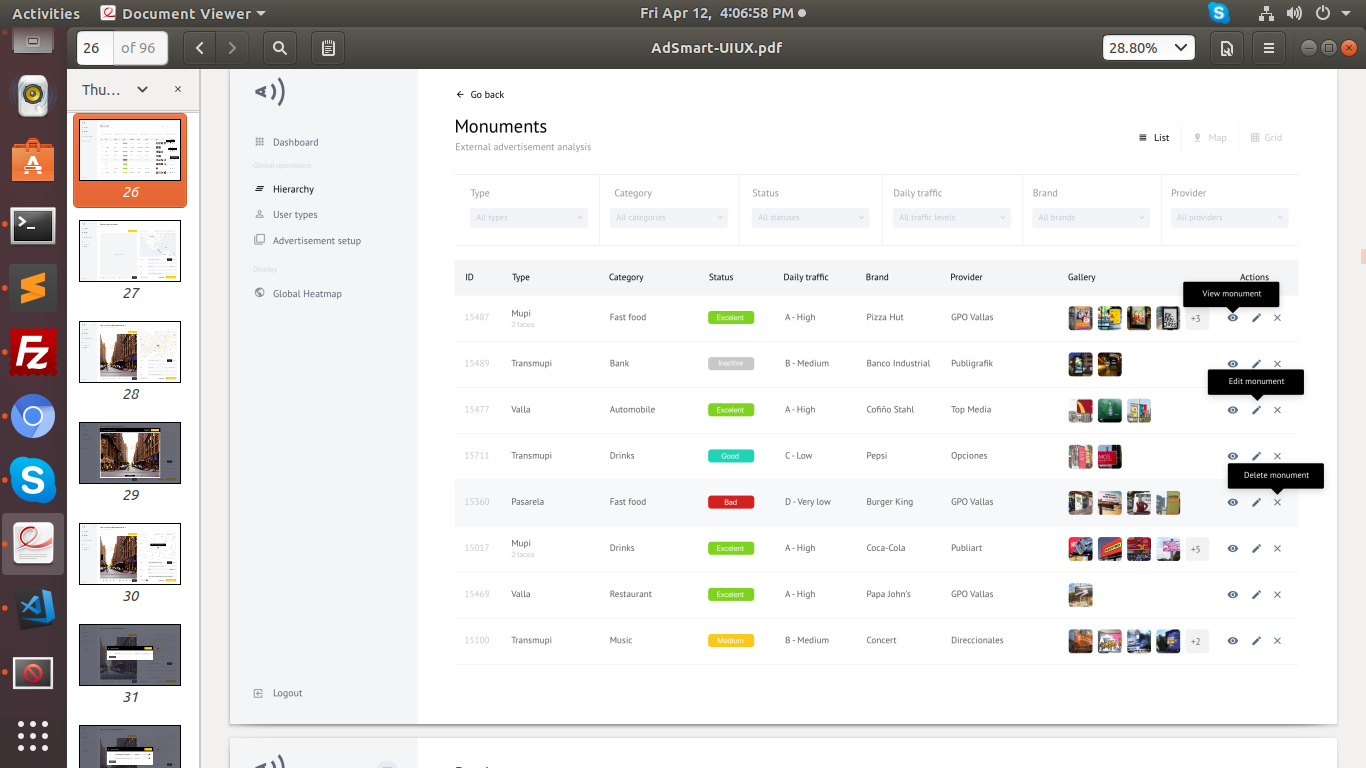 Activities
Document Viewer
Fri Apr 12, 4:06:58 PM
26 of 96
AdSmart-UIUX.pdf
28.80%
Thu...
26
27
28
29
30
31
Go back
Monuments
External advertisement analysis
List
Map
Grid
Dashboard
Global operations
Hierarchy
User types
Advertisement setup
Display
Global Heatmap
Logout
Type Category Status Daily traffic Brand Provider
All types All categories All statuses All traffic levels All brands All providers
ID Type Category Status Daily traffic Brand Provider Gallery Actions
View monument
15487 Mupi Fast food Excelent A - High Pizza Hut GPO Vallas +3
2 faces
15489 Transmupi Bank Inactive B - Medium Banco Industrial Publigrafik
Edit monument
15477 Valla Automobile Excelent A - High Cofiño Stahl Top Media
15711 Transmupi Drinks Good C - Low Pepsi Opciones
Delete monument
15360 Pasarela Fast food Bad D - Very low Burger King GPO Vallas
15017 Mupi Drinks Excelent A - High Coca-Cola Publiart +5
2 faces
15469 Valla Restaurant Excelent A - High Papa John's GPO Vallas
15100 Transmupi Music Medium B - Medium Concert Direccionales +2